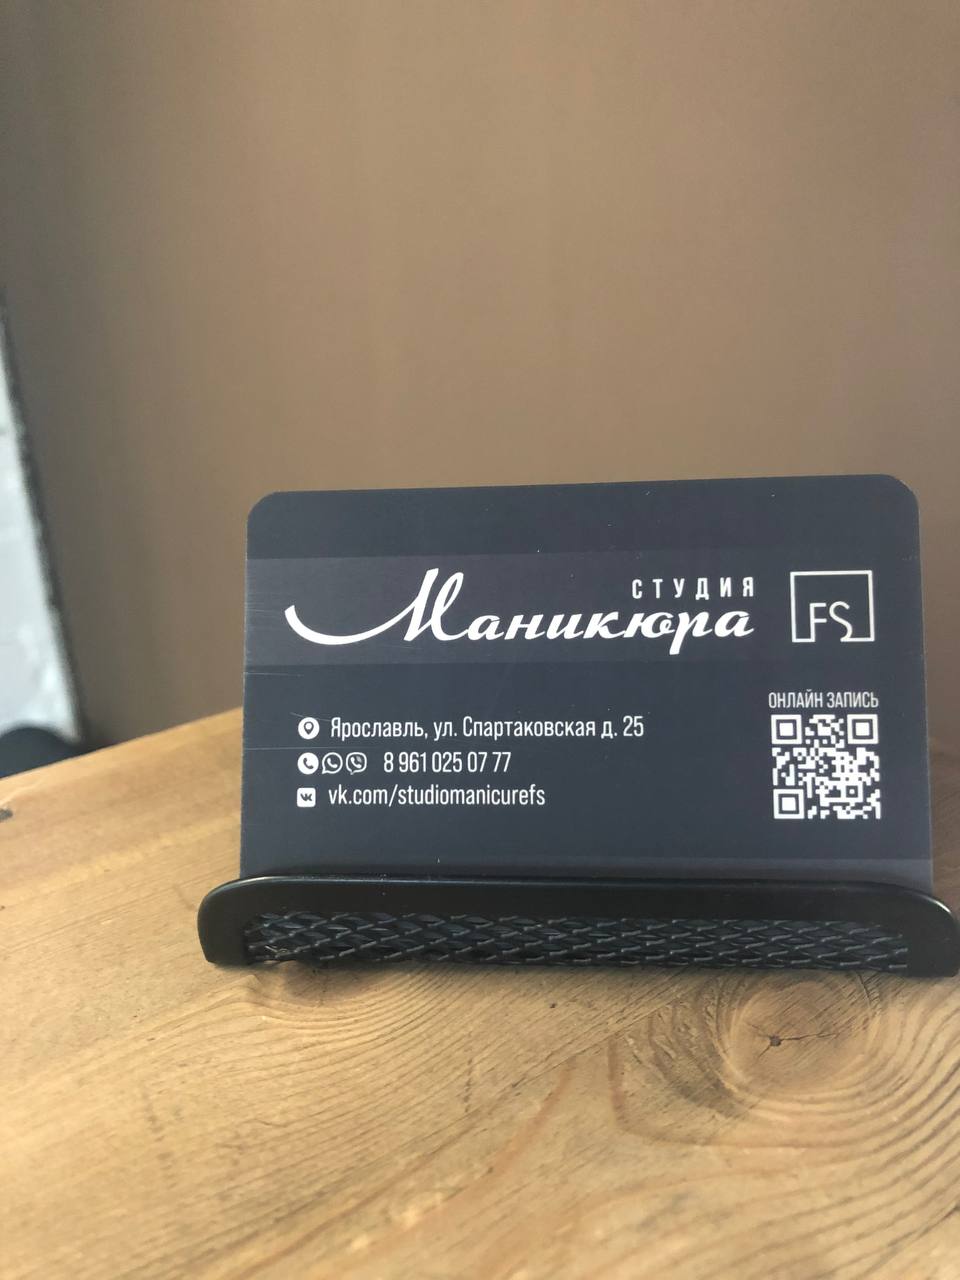 СТУДИЯ
Маникюра
FS
ОНЛАЙН ЗАПИСЬ
Ярославль, ул. Спартаковская д. 25
8 961 025 07 77
vk.com/studiomanicurefs